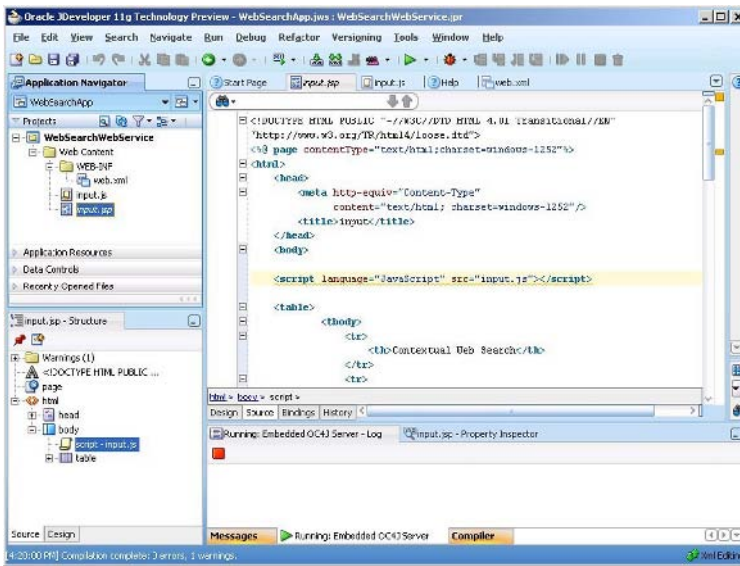 Oracle JDeveloper 11g Technology Preview - WebSearchApp.jws : WebSearchWebService.jpr
File Edit View Search Navigate Run Debug Refactor Versioning Tools Window Help
Application Navigator
WebSearchApp
Projects
WebSearchWebService
Web Content
WEB-INF
web.xml
input.js
input.jsp
Application Resources
Data Controls
Recently Opened Files
input.jsp - Structure
Warnings (1)
<!DOCTYPE HTML PUBLIC ...
page
html
head
body
script - input.js
table
Source Design
Start Page input.jsp input.js Help web.xml
<!DOCTYPE HTML PUBLIC "-//W3C//DTD HTML 4.01 Transitional//EN"
"http://www.w3.org/TR/html4/loose.dtd">
<%@ page contentType="text/html;charset=windows-1252"%>
<html>
<head>
<meta http-equiv="Content-Type"
content="text/html; charset=windows-1252"/>
<title>input</title>
</head>
<body>
<script language="JavaScript" src="input.js"></script>
<table>
<tbody>
<tr>
<th>Contextual Web Search</th>
</tr>
<tr>
html > body > script >
Design Source Bindings History
Running: Embedded OC4J Server - Log input.jsp - Property Inspector
Messages Running: Embedded OC4J Server Compiler
[4:20:00 PM] Compilation complete: 3 errors, 1 warnings. Xml Editin